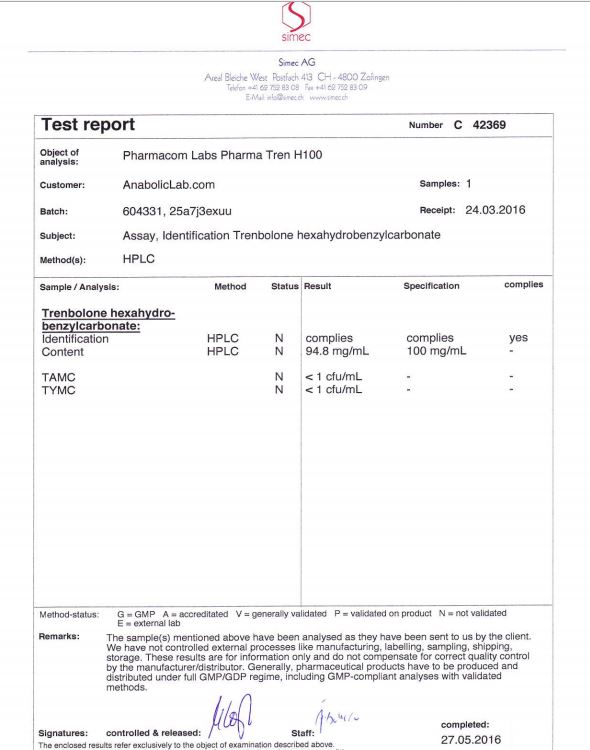 simec
Simec AG
Areal Bleiche West Postfach 413 CH - 4800 Zofingen
Telefon +41 62 752 83 08 Fax +41 62 752 83 09
E-Mail: info@simec.ch www.simec.ch
Test report Number C 42369
Object of analysis: Pharmacom Labs Pharma Tren H100
Customer: AnabolicLab.com Samples: 1
Batch: 604331, 25a7j3exuu Receipt: 24.03.2016
Subject: Assay, Identification Trenbolone hexahydrobenzylcarbonate
Method(s): HPLC
Sample / Analysis: Method Status Result Specification complies
Trenbolone hexahydro-
benzylcarbonate:
Identification HPLC N complies complies yes
Content HPLC N 94.8 mg/mL 100 mg/mL -
TAMC N < 1 cfu/mL - -
TYMC N < 1 cfu/mL - -
Method-status: G = GMP A = accreditated V = generally validated P = validated on product N = not validated
E = external lab
Remarks: The sample(s) mentioned above have been analysed as they have been sent to us by the client.
We have not controlled external processes like manufacturing, labelling, sampling, shipping,
storage. These results are for information only and do not compensate for correct quality control
by the manufacturer/distributor. Generally, pharmaceutical products have to be produced and
distributed under full GMP/GDP regime, including GMP-compliant analyses with validated
methods.
completed:
Signatures: controlled & released: Staff: 27.05.2016
The enclosed results refer exclusively to the object of examination described above.